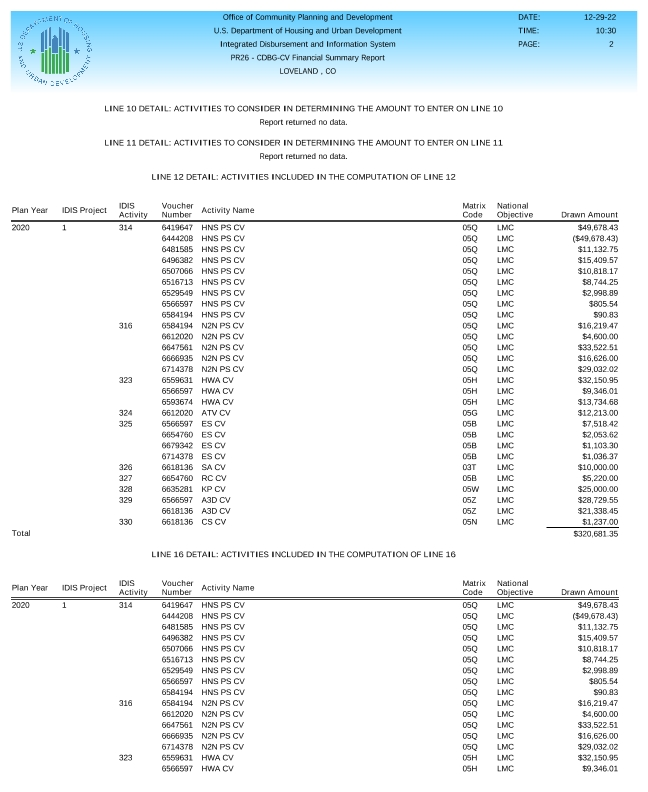 Office of Community Planning and Development DATE: 12-29-22
U.S. Department of Housing and Urban Development TIME: 10:30
Integrated Disbursement and Information System PAGE: 2
PR26 - CDBG-CV Financial Summary Report
LOVELAND , CO
U.S. DEPARTMENT OF HOUSING AND URBAN DEVELOPMENT
LINE 10 DETAIL: ACTIVITIES TO CONSIDER IN DETERMINING THE AMOUNT TO ENTER ON LINE 10
Report returned no data.
LINE 11 DETAIL: ACTIVITIES TO CONSIDER IN DETERMINING THE AMOUNT TO ENTER ON LINE 11
Report returned no data.
LINE 12 DETAIL: ACTIVITIES INCLUDED IN THE COMPUTATION OF LINE 12
Plan Year IDIS Project IDIS Activity Voucher Number Activity Name Matrix Code National Objective Drawn Amount
2020 1 314 6419647 HNS PS CV 05Q LMC $49,678.43
6444208 HNS PS CV 05Q LMC ($49,678.43)
6481585 HNS PS CV 05Q LMC $11,132.75
6496382 HNS PS CV 05Q LMC $15,409.57
6507066 HNS PS CV 05Q LMC $10,818.17
6516713 HNS PS CV 05Q LMC $8,744.25
6529549 HNS PS CV 05Q LMC $2,998.89
6566597 HNS PS CV 05Q LMC $805.54
6584194 HNS PS CV 05Q LMC $90.83
316 6584194 N2N PS CV 05Q LMC $16,219.47
6612020 N2N PS CV 05Q LMC $4,600.00
6647561 N2N PS CV 05Q LMC $33,522.51
6666935 N2N PS CV 05Q LMC $16,626.00
6714378 N2N PS CV 05Q LMC $29,032.02
323 6559631 HWA CV 05H LMC $32,150.95
6566597 HWA CV 05H LMC $9,346.01
6593674 HWA CV 05H LMC $13,734.68
324 6612020 ATV CV 05G LMC $12,213.00
325 6566597 ES CV 05B LMC $7,518.42
6654760 ES CV 05B LMC $2,053.62
6679342 ES CV 05B LMC $1,103.30
6714378 ES CV 05B LMC $1,036.37
326 6618136 SA CV 03T LMC $10,000.00
327 6654760 RC CV 05B LMC $5,220.00
328 6635281 KP CV 05W LMC $25,000.00
329 6566597 A3D CV 05Z LMC $28,729.55
6618136 A3D CV 05Z LMC $21,338.45
330 6618136 CS CV 05N LMC $1,237.00
Total $320,681.35
LINE 16 DETAIL: ACTIVITIES INCLUDED IN THE COMPUTATION OF LINE 16
Plan Year IDIS Project IDIS Activity Voucher Number Activity Name Matrix Code National Objective Drawn Amount
2020 1 314 6419647 HNS PS CV 05Q LMC $49,678.43
6444208 HNS PS CV 05Q LMC ($49,678.43)
6481585 HNS PS CV 05Q LMC $11,132.75
6496382 HNS PS CV 05Q LMC $15,409.57
6507066 HNS PS CV 05Q LMC $10,818.17
6516713 HNS PS CV 05Q LMC $8,744.25
6529549 HNS PS CV 05Q LMC $2,998.89
6566597 HNS PS CV 05Q LMC $805.54
6584194 HNS PS CV 05Q LMC $90.83
316 6584194 N2N PS CV 05Q LMC $16,219.47
6612020 N2N PS CV 05Q LMC $4,600.00
6647561 N2N PS CV 05Q LMC $33,522.51
6666935 N2N PS CV 05Q LMC $16,626.00
6714378 N2N PS CV 05Q LMC $29,032.02
323 6559631 HWA CV 05H LMC $32,150.95
6566597 HWA CV 05H LMC $9,346.01